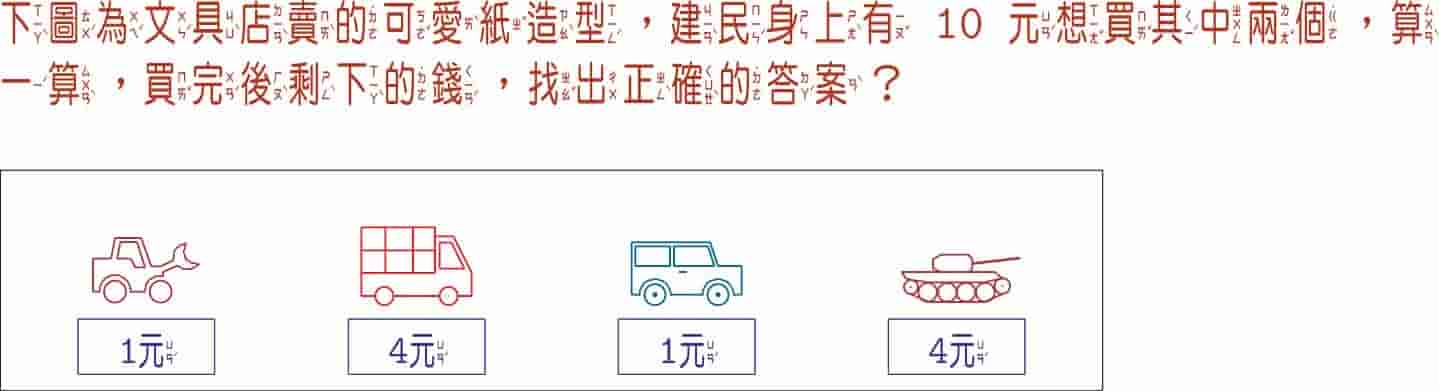 下圖為文具店賣的可愛紙造型，建民身上有 10 元想買其中兩個，算
一算，買完後剩下的錢，找出正確的答案？
1元 4元 1元 4元